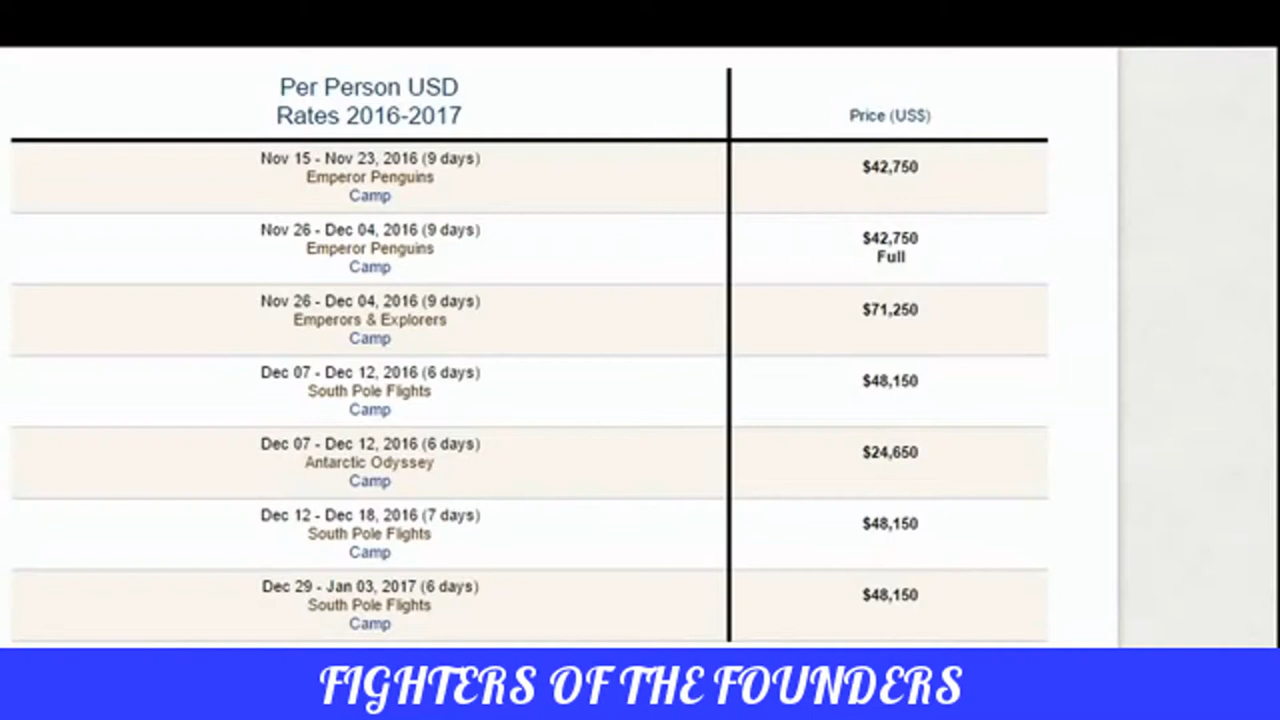 Per Person USD
Rates 2016-2017
Price (US$)
Nov 15 - Nov 23, 2016 (9 days)
Emperor Penguins
Camp
$42,750
Nov 26 - Dec 04, 2016 (9 days)
Emperor Penguins
Camp
$42,750
Full
Nov 26 - Dec 04, 2016 (9 days)
Emperors & Explorers
Camp
$71,250
Dec 07 - Dec 12, 2016 (6 days)
South Pole Flights
Camp
$48,150
Dec 07 - Dec 12, 2016 (6 days)
Antarctic Odyssey
Camp
$24,650
Dec 12 - Dec 18, 2016 (7 days)
South Pole Flights
Camp
$48,150
Dec 29 - Jan 03, 2017 (6 days)
South Pole Flights
Camp
$48,150
FIGHTERS OF THE FOUNDERS